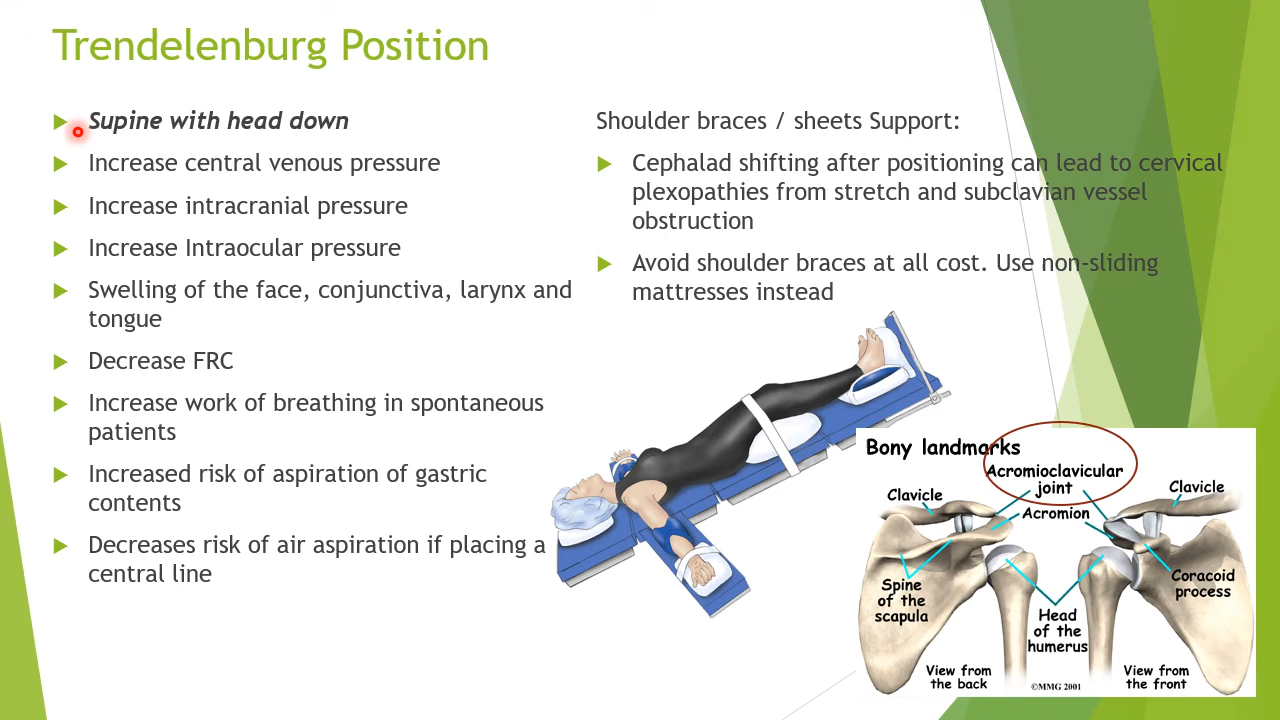 Trendelenburg Position
Supine with head down
Increase central venous pressure
Increase intracranial pressure
Increase Intraocular pressure
Swelling of the face, conjunctiva, larynx and
tongue
Decrease FRC
Increase work of breathing in spontaneous
patients
Increased risk of aspiration of gastric
contents
Decreases risk of air aspiration if placing a
central line
Shoulder braces / sheets Support:
Cephalad shifting after positioning can lead to cervical
plexopathies from stretch and subclavian vessel
obstruction
Avoid shoulder braces at all cost. Use non-sliding
mattresses instead
Bony landmarks
Acromioclavicular
joint
Clavicle
Clavicle
Acromion
Spine
of the
scapula
Head
of the
humerus
Coracoid
process
View from
the back
©MMG 2001
View from
the front